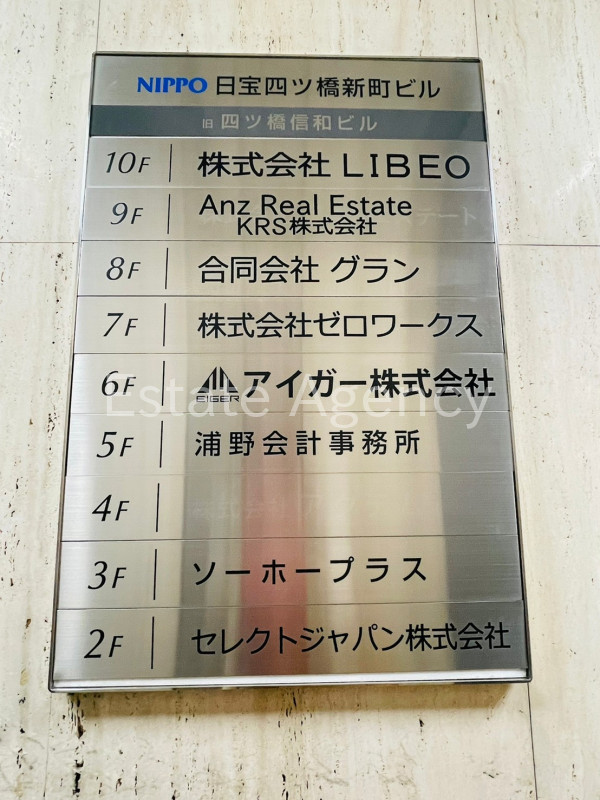 NIPPO 日宝四ツ橋新町ビル
旧 四ツ橋信和ビル
10F 株式会社 LIBEO
9F Anz Real Estate
KRS株式会社
8F 合同会社 グラン
7F 株式会社ゼロワークス
6F EIGER アイガー株式会社
Estate Agency
5F 浦野会計事務所
4F
3F ソーホープラス
2F セレクトジャパン株式会社